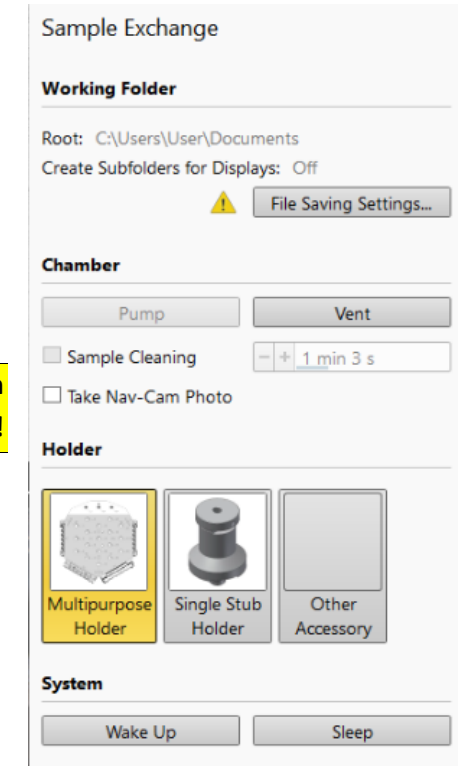 Sample Exchange
Working Folder
Root: C:\Users\User\Documents
Create Subfolders for Displays: Off
File Saving Settings...
Chamber
Pump Vent
Sample Cleaning - + 1 min 3 s
Take Nav-Cam Photo
!
Holder
Multipurpose Holder
Single Stub Holder
Other Accessory
System
Wake Up Sleep